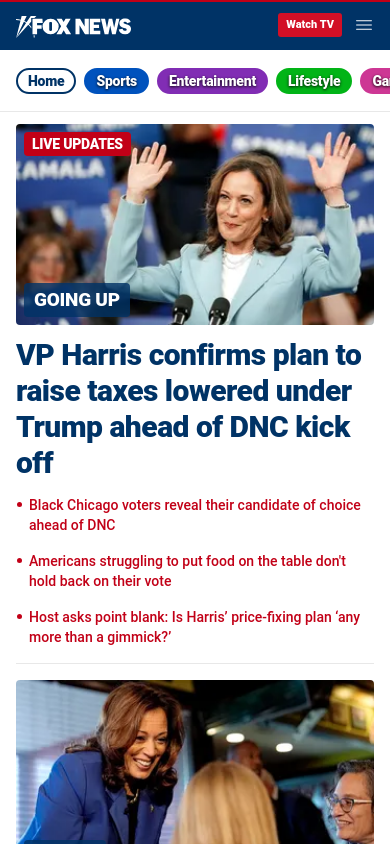 FOX NEWS
Watch TV
Home
Sports
Entertainment
Lifestyle
Ga
KAMALA
LIVE UPDATES
GOING UP
VP Harris confirms plan to
raise taxes lowered under
Trump ahead of DNC kick
off
• Black Chicago voters reveal their candidate of choice
ahead of DNC
• Americans struggling to put food on the table don't
hold back on their vote
• Host asks point blank: Is Harris’ price-fixing plan ‘any
more than a gimmick?’